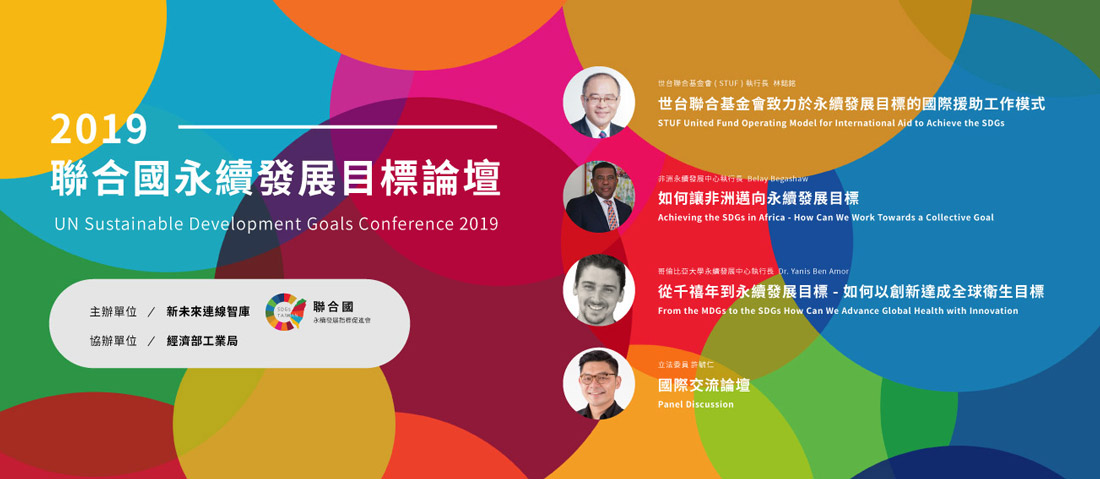 2019
聯合國永續發展目標論壇
UN Sustainable Development Goals Conference 2019
主辦單位 / 新未來連線智庫
SDGs
TAIWAN
聯合國
永續發展指標促進會
協辦單位 / 經濟部工業局
世台聯合基金會 ( STUF ) 執行長 林銘銘
世台聯合基金會致力於永續發展目標的國際援助工作模式
STUF United Fund Operating Model for International Aid to Achieve the SDGs
非洲永續發展中心執行長 Belay Begashaw
如何讓非洲邁向永續發展目標
Achieving the SDGs in Africa - How Can We Work Towards a Collective Goal
哥倫比亞大學永續發展中心執行長 Dr. Yanis Ben Amor
從千禧年到永續發展目標 - 如何以創新達成全球衛生目標
From the MDGs to the SDGs How Can We Advance Global Health with Innovation
立法委員 許毓仁
國際交流論壇
Panel Discussion